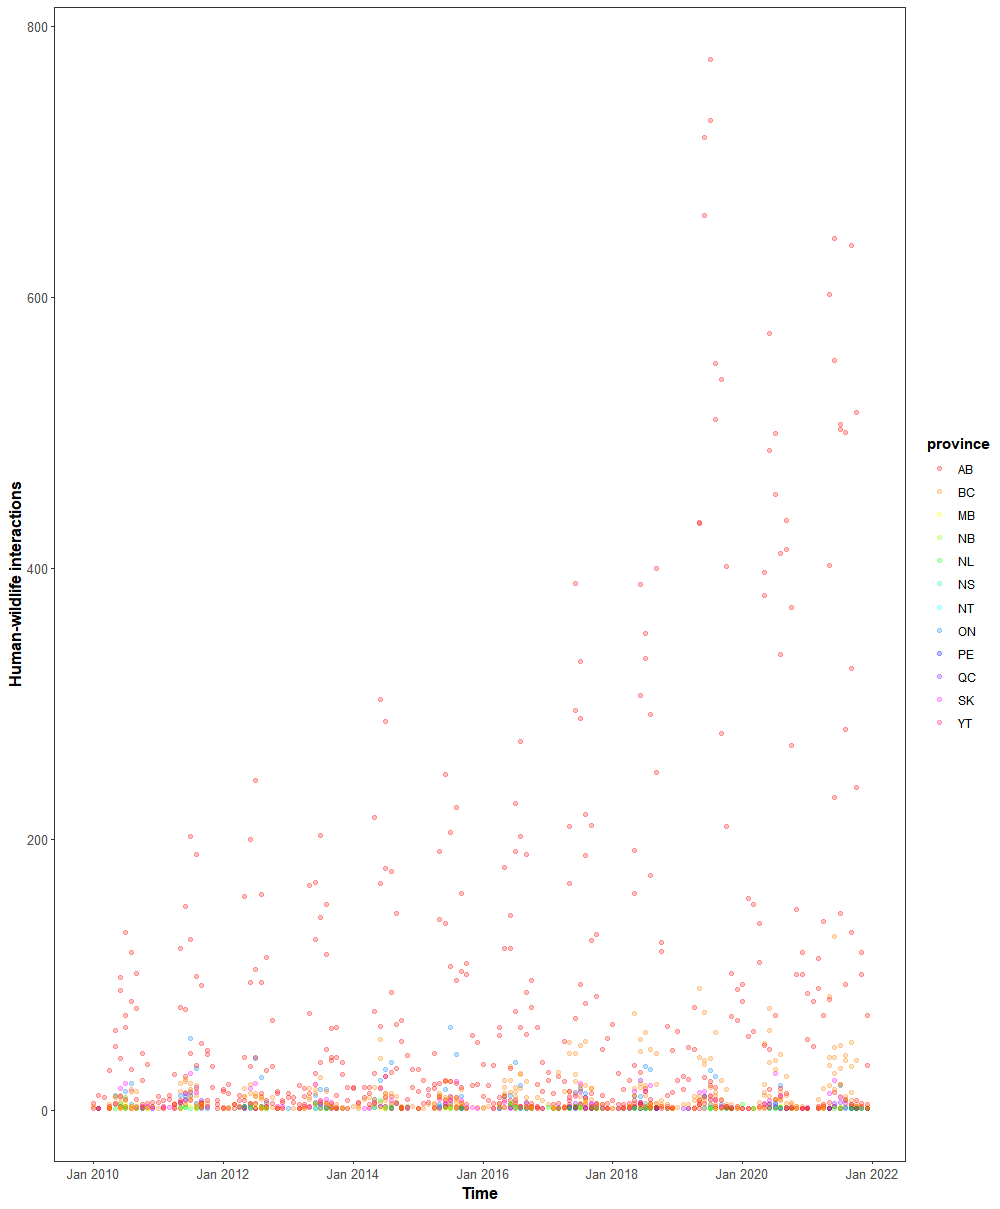 800
600
400
200
0
Human-wildlife interactions
Jan 2010 Jan 2012 Jan 2014 Jan 2016 Jan 2018 Jan 2020 Jan 2022
Time
province
AB
BC
MB
NB
NL
NS
NT
ON
PE
QC
SK
YT